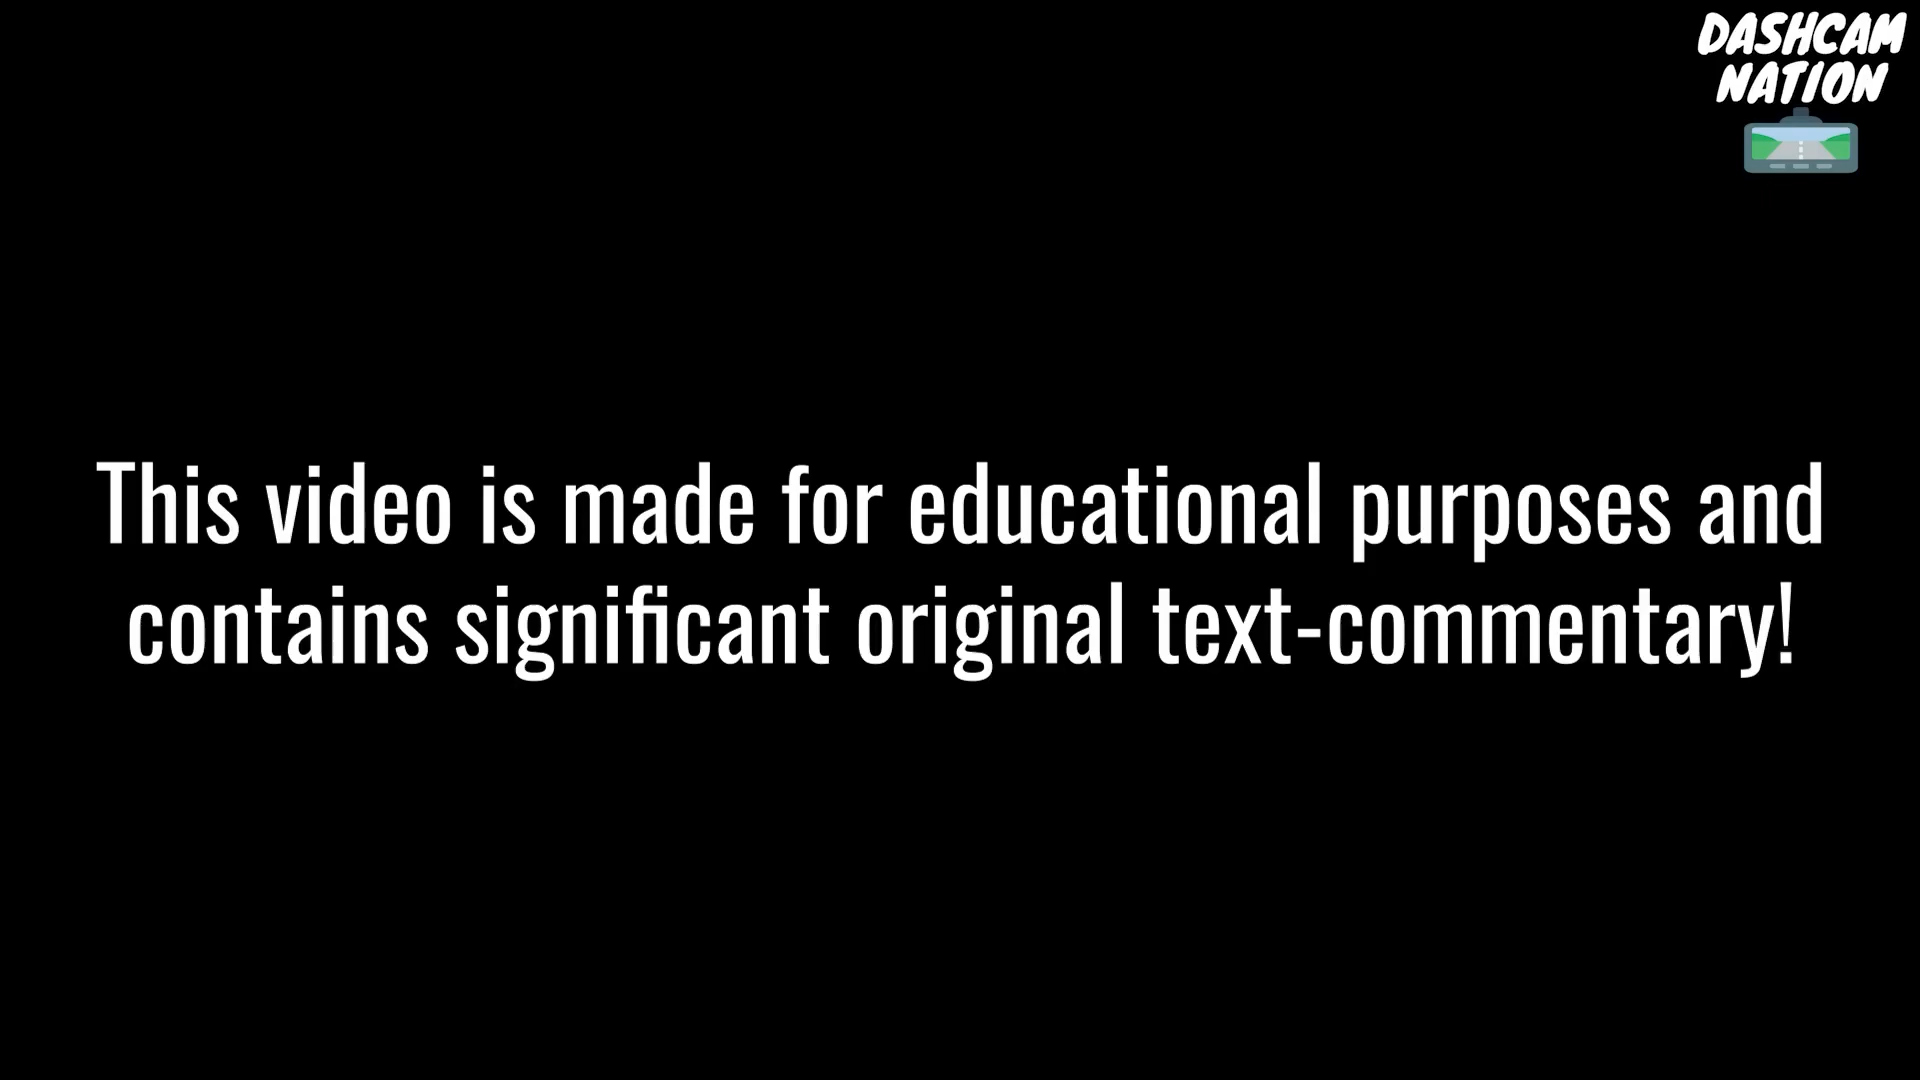 DASHCAM
NATION
This video is made for educational purposes and
contains significant original text-commentary!